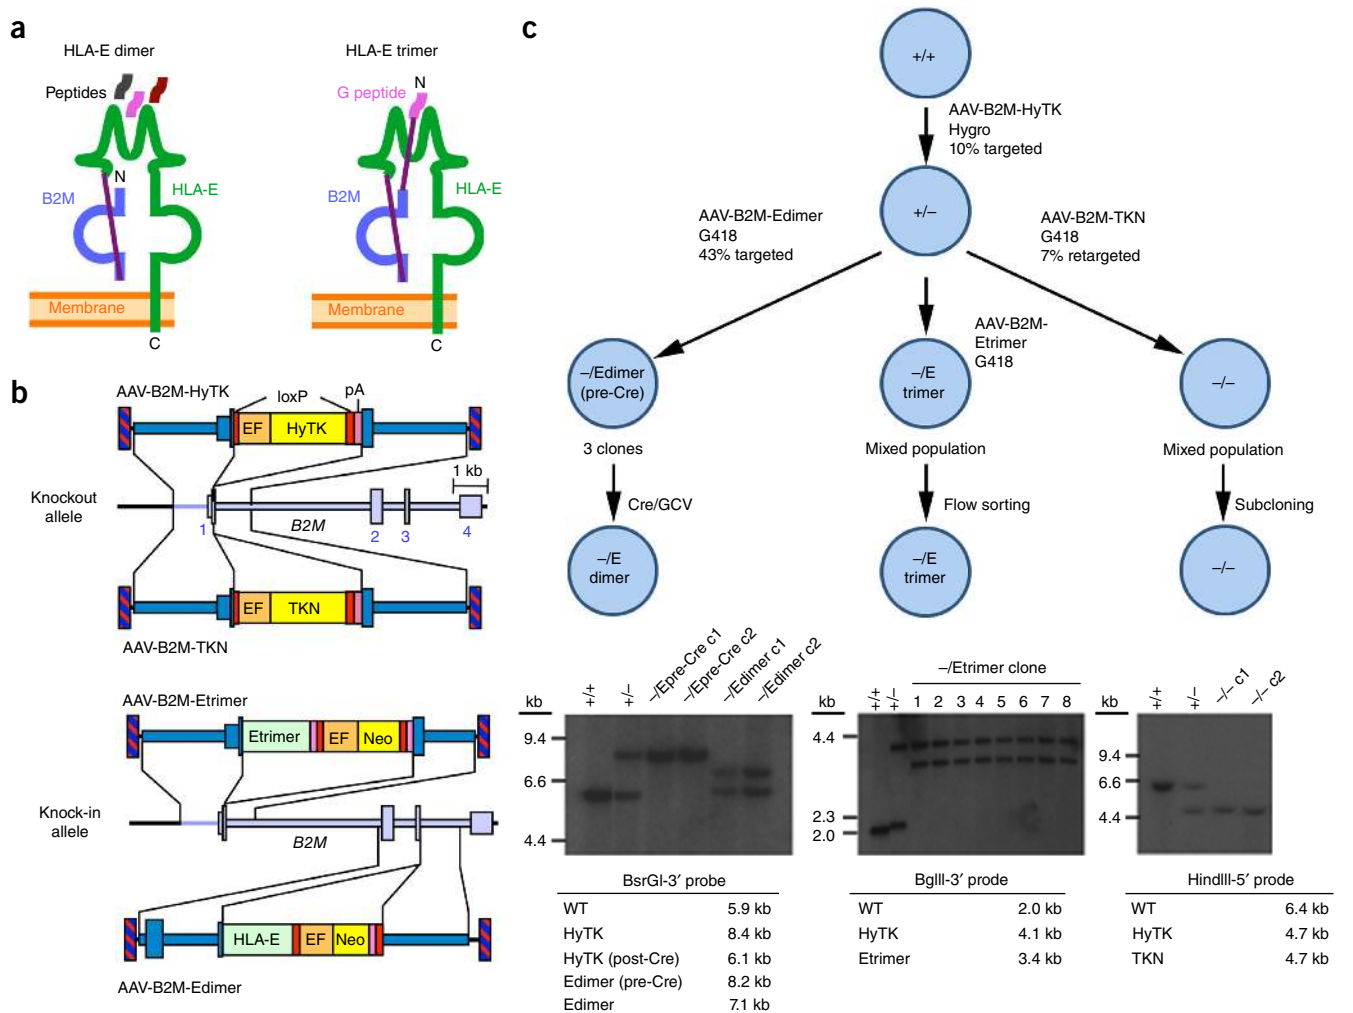 a
HLA-E dimer
Peptides
N
B2M
HLA-E
Membrane
C
HLA-E trimer
N
G peptide
B2M
HLA-E
Membrane
C
b
AAV-B2M-HyTK
loxP
pA
EF
HyTK
1 kb
Knockout
allele
1
B2M
2
3
4
EF
TKN
AAV-B2M-TKN
AAV-B2M-Etrimer
Etrimer
EF
Neo
Knock-in
allele
B2M
HLA-E
EF
Neo
AAV-B2M-Edimer
c
+/+
AAV-B2M-HyTK
Hygro
10% targeted
+/–
AAV-B2M-Edimer
G418
43% targeted
AAV-B2M-TKN
G418
7% retargeted
AAV-B2M-
Etrimer
G418
–/Edimer
(pre-Cre)
–/E
trimer
–/–
3 clones
Mixed population
Mixed population
Cre/GCV
Flow sorting
Subcloning
–/E
dimer
–/E
trimer
–/–
kb
+/+
+/–
–/Epre-Cre c1
–/Epre-Cre c2
–/Edimer c1
–/Edimer c2
9.4
6.6
4.4
BsrGI-3′ probe
WT 5.9 kb
HyTK 8.4 kb
HyTK (post-Cre) 6.1 kb
Edimer (pre-Cre) 8.2 kb
Edimer 7.1 kb
–/Etrimer clone
kb
+/+
+/–
1 2 3 4 5 6 7 8
4.4
2.3
2.0
BglII-3′ prode
WT 2.0 kb
HyTK 4.1 kb
Etrimer 3.4 kb
kb
+/+
+/–
–/– c1
–/– c2
9.4
6.6
4.4
HindIII-5′ prode
WT 6.4 kb
HyTK 4.7 kb
TKN 4.7 kb